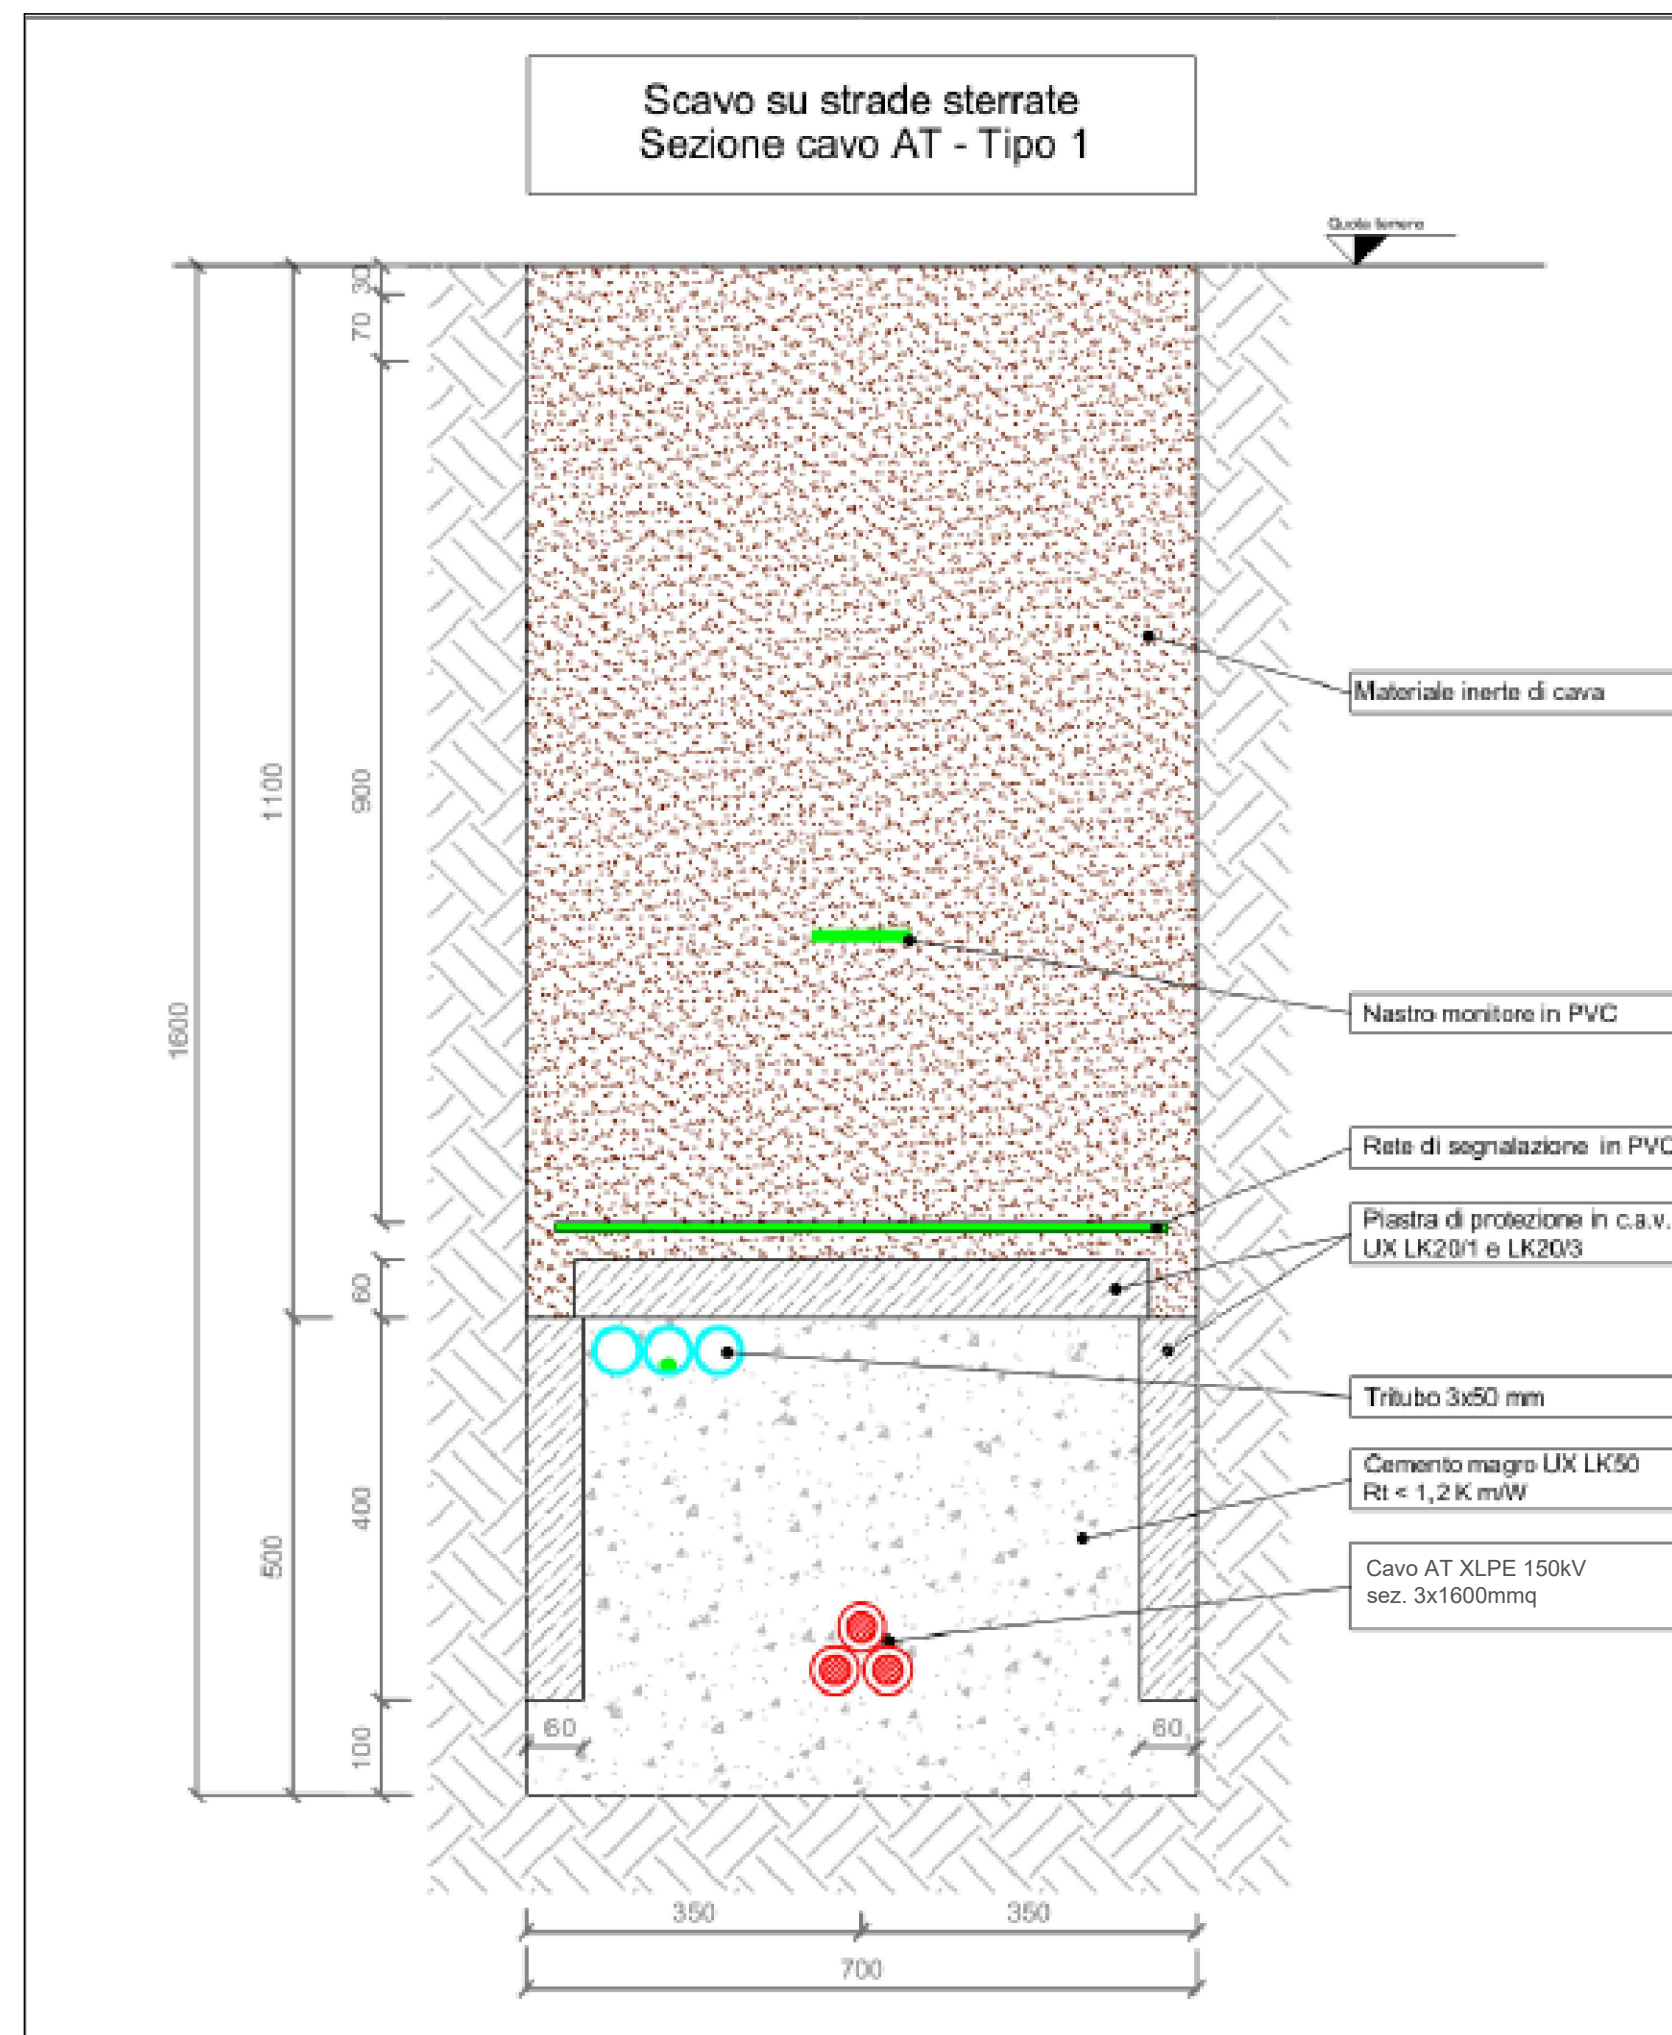 Scavo su strade sterrate
Sezione cavo AT - Tipo 1
Quota terreno
30
70
1100
900
Materiale inerte di cava
1600
Nastro monitore in PVC
Rete di segnalazione in PVC
Piastra di protezione in c.a.v.
UX LK20/1 e LK20/3
60
Tritubo 3x50 mm
Cemento magro UX LK50
Rt < 1,2 K m/W
400
500
Cavo AT XLPE 150kV
sez. 3x1600mmq
100
60
60
350
350
700